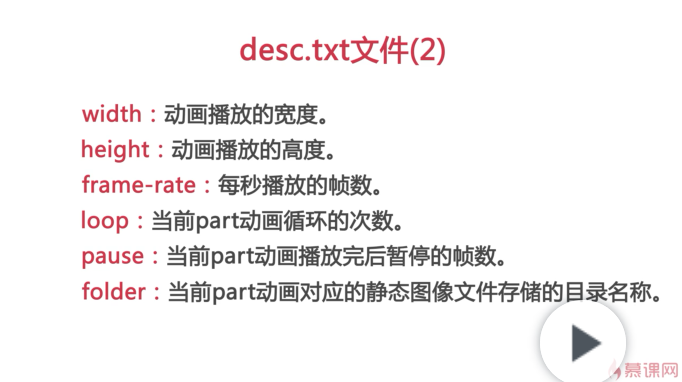 desc.txt文件(2)
width：动画播放的宽度。
height：动画播放的高度。
frame-rate：每秒播放的帧数。
loop：当前part动画循环的次数。
pause：当前part动画播放完后暂停的帧数。
folder：当前part动画对应的静态图像文件存储的目录名称。
慕课网